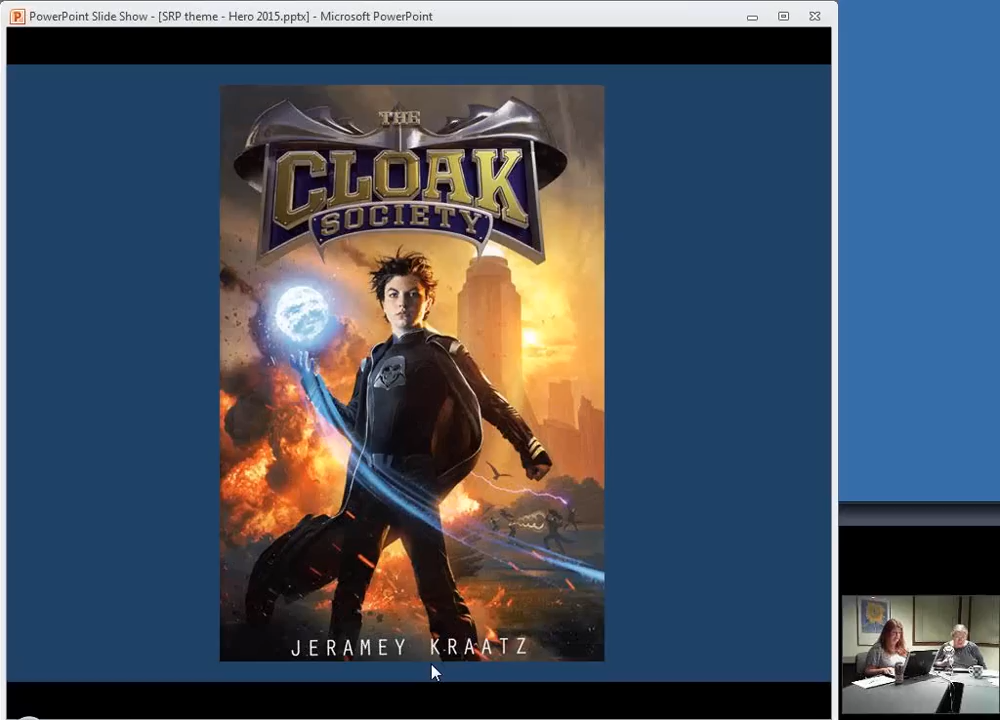 PowerPoint Slide Show - [SRP theme - Hero 2015.pptx] - Microsoft PowerPoint
THE
CLOAK
SOCIETY
JERAMEY KRAATZ